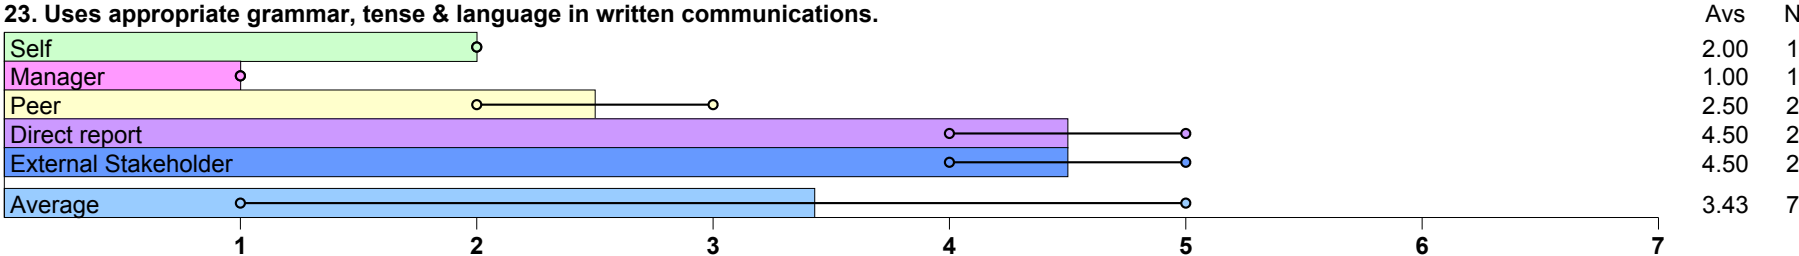 23. Uses appropriate grammar, tense & language in written communications. Avs N
Self 2.00 1
Manager 1.00 1
Peer 2.50 2
Direct report 4.50 2
External Stakeholder 4.50 2
Average 3.43 7
1 2 3 4 5 6 7